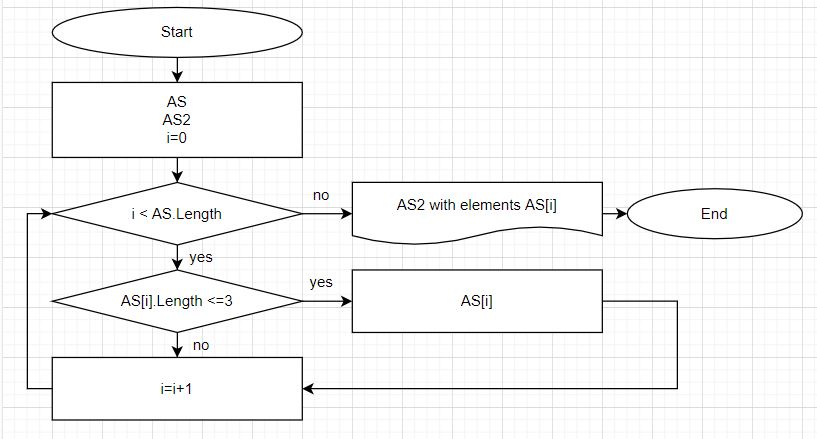 Start
AS
AS2
i=0
i < AS.Length
no
AS2 with elements AS[i]
End
yes
AS[i].Length <=3
yes
AS[i]
no
i=i+1